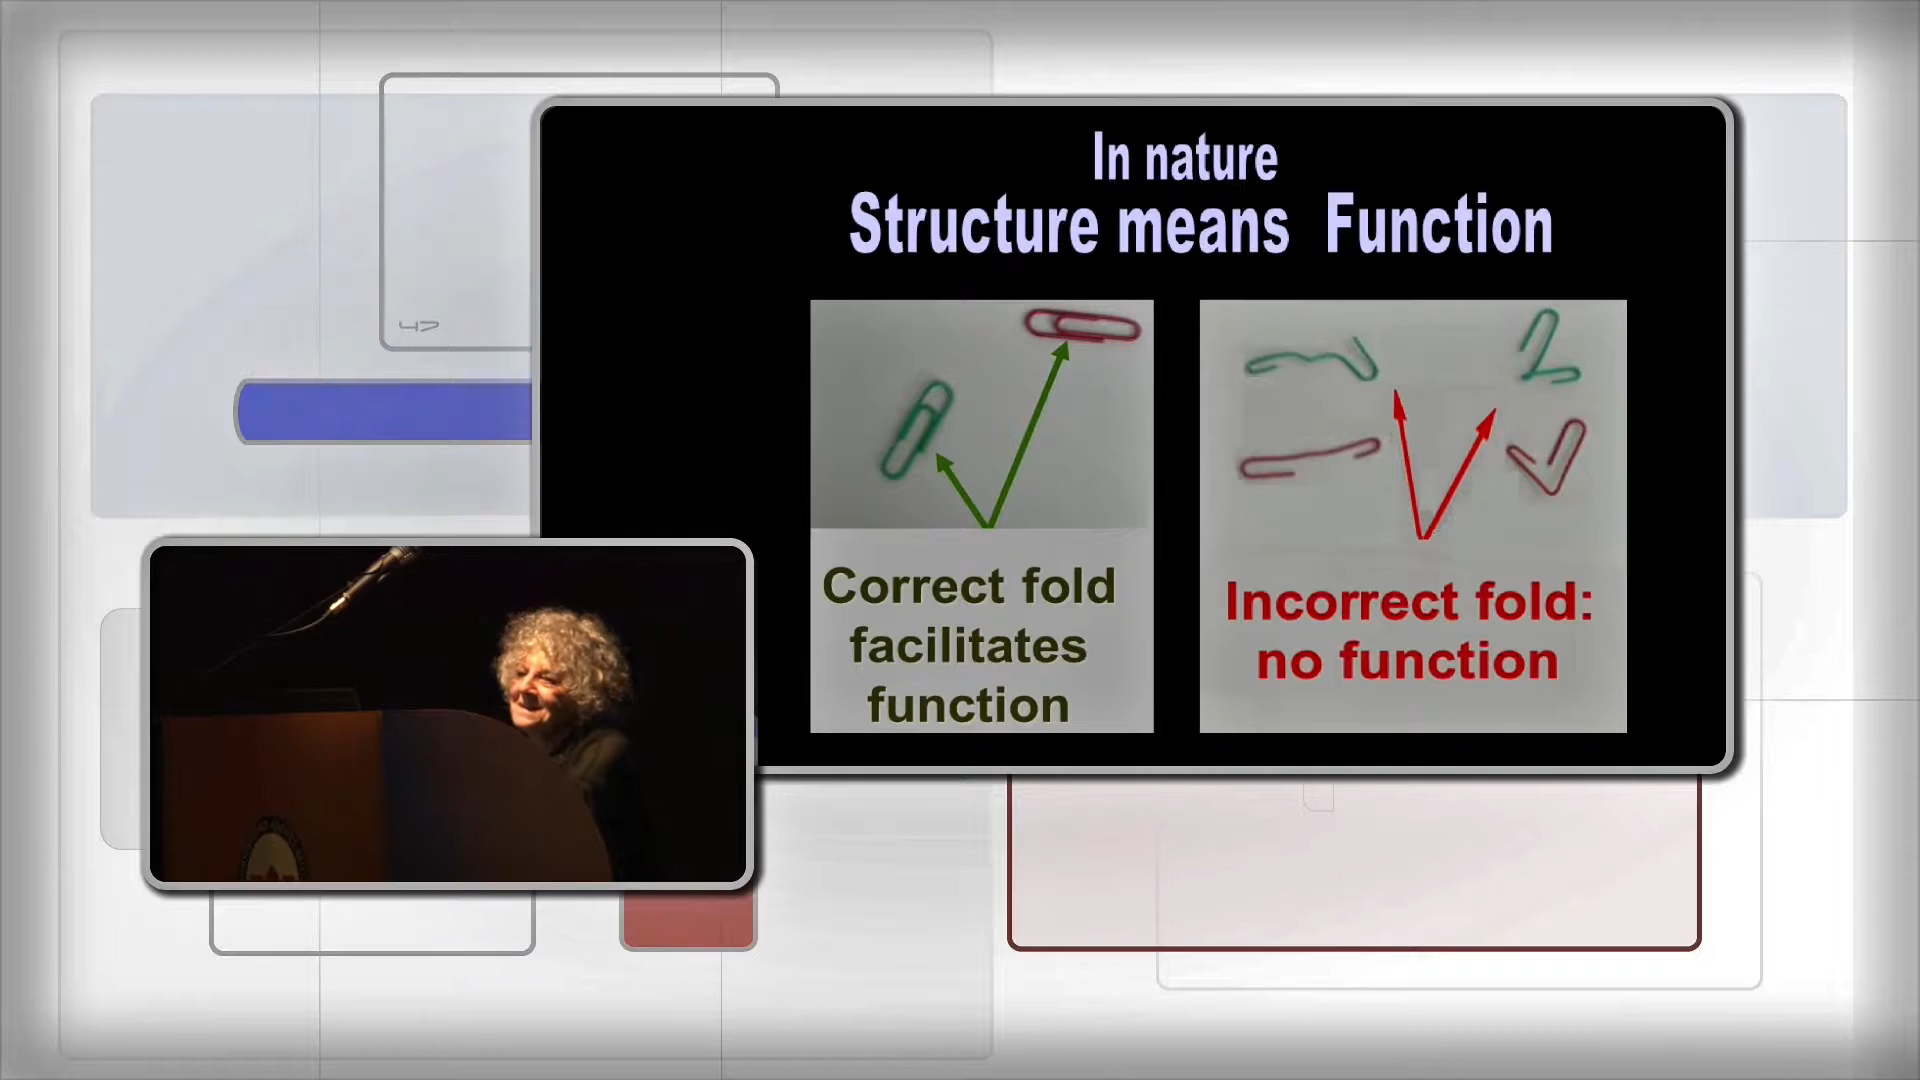 In nature
Structure means Function
Correct fold
facilitates
function
Incorrect fold:
no function